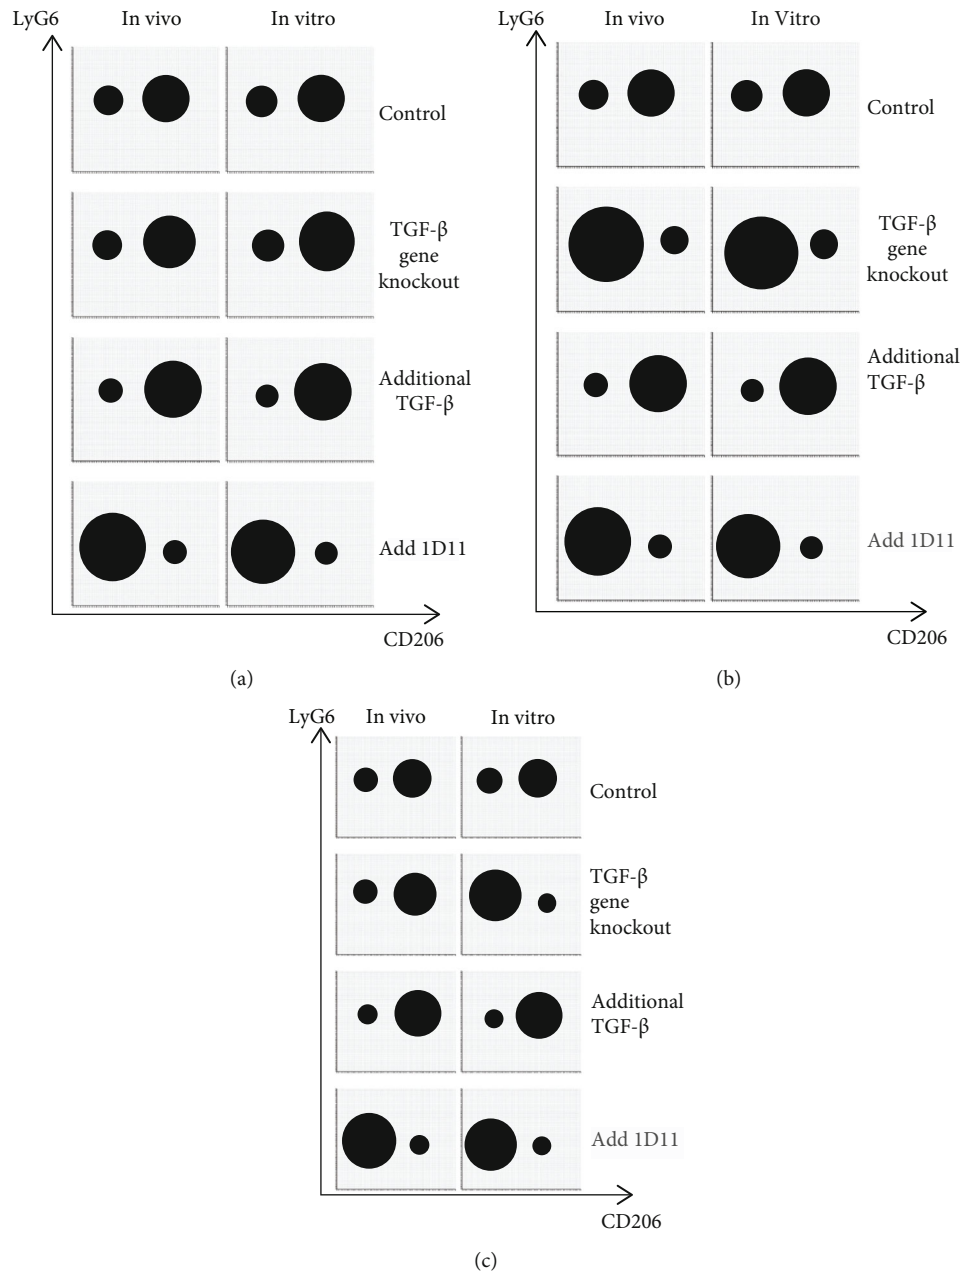 LyG6
In vivo
In vitro
Control
TGF-β
gene
knockout
Additional
TGF-β
Add 1D11
CD206
(a)
LyG6
In vivo
In Vitro
Control
TGF-β
gene
knockout
Additional
TGF-β
Add 1D11
CD206
(b)
LyG6
In vivo
In vitro
Control
TGF-β
gene
knockout
Additional
TGF-β
Add 1D11
CD206
(c)